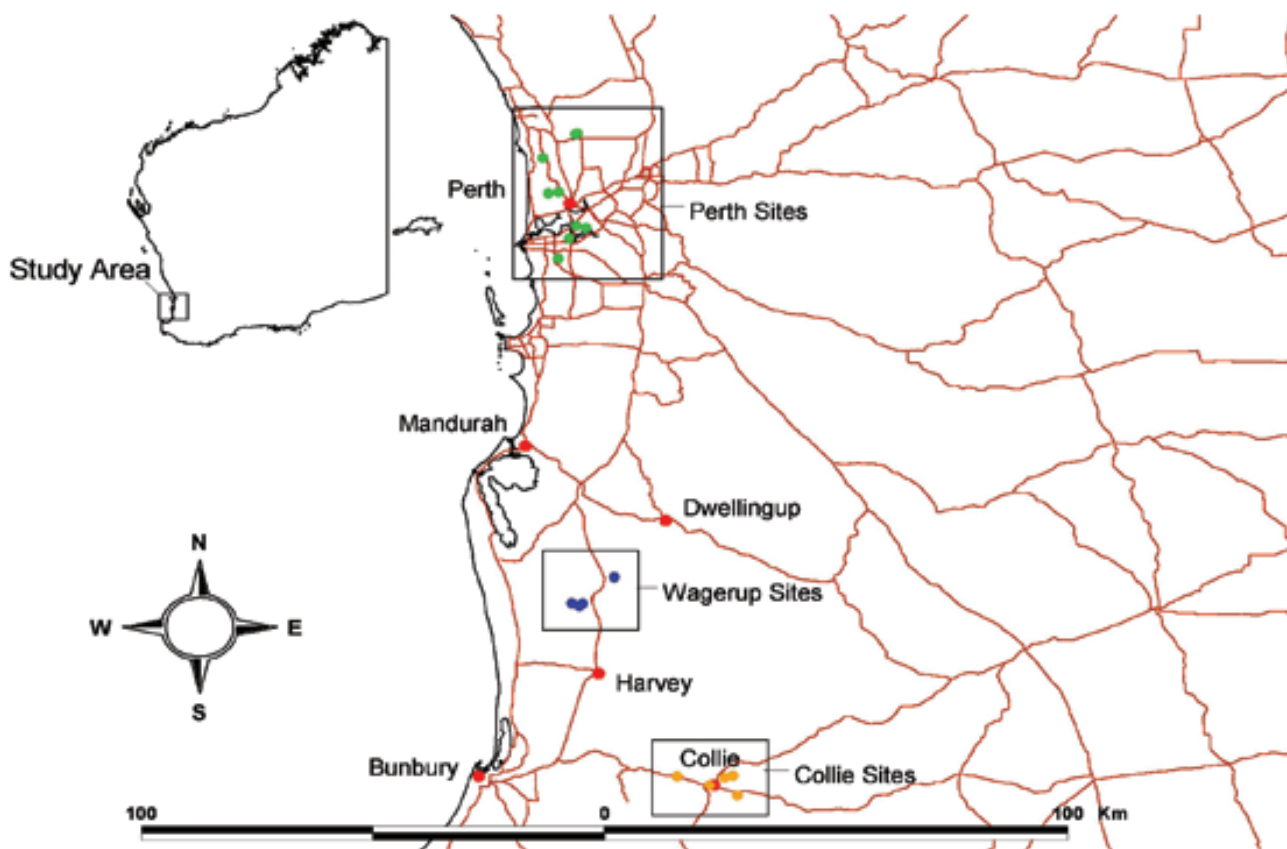 Perth
Perth Sites
Study Area
Mandurah
Dwellingup
N
W
E
S
Wagerup Sites
Harvey
Bunbury
Collie
Collie Sites
100
0
100 Km